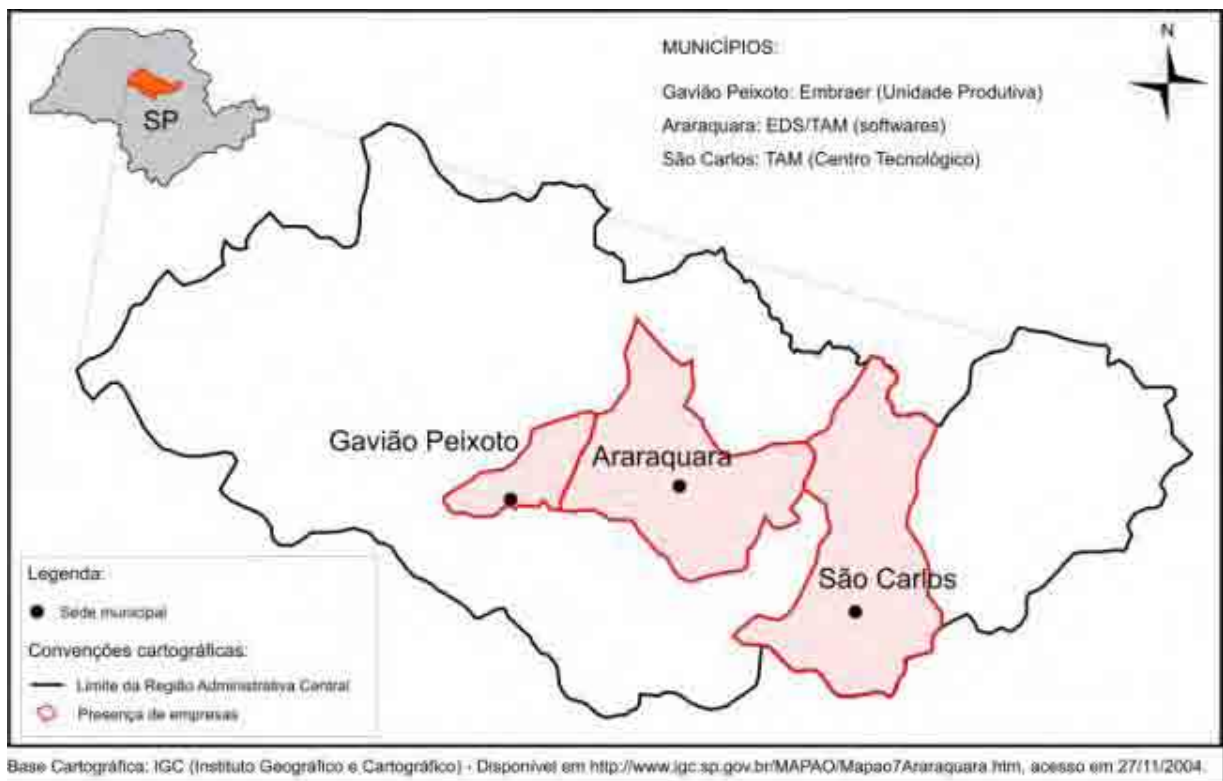 N
MUNICÍPIOS:
Gavião Peixoto: Embraer (Unidade Produtiva)
Araraquara: EDS/TAM (softwares)
São Carlos: TAM (Centro Tecnológico)
SP
Gavião Peixoto
Araraquara
São Carlos
Legenda:
Sede municipal
Convenções cartográficas:
Limite da Região Administrativa Central
Presença de empresas
Base Cartográfica: IGC (Instituto Geográfico e Cartográfico) - Disponível em http://www.igc.sp.gov.br/MAPAO/Mapao7Araraquara.htm, acesso em 27/11/2004.